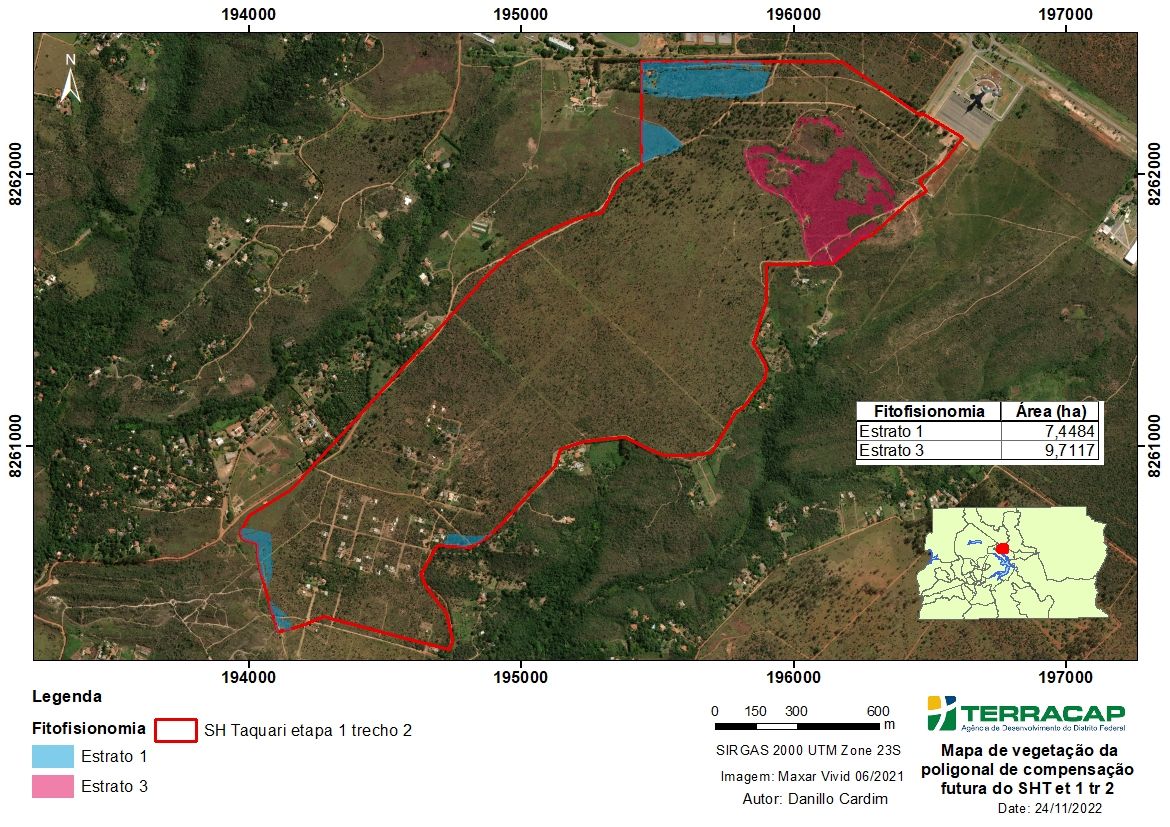 194000 195000 196000 197000
N
8262000 8262000
8261000 8261000
Fitofisionomia Área (ha)
Estrato 1 7,4484
Estrato 3 9,7117
194000 195000 196000 197000
Legenda
Fitofisionomia
Estrato 1
Estrato 3
SH Taquari etapa 1 trecho 2
0 150 300 600
m
SIRGAS 2000 UTM Zone 23S
Imagem: Maxar Vivid 06/2021
Autor: Danillo Cardim
TERRACAP
Agência de Desenvolvimento do Distrito Federal
Mapa de vegetação da
poligonal de compensação
futura do SHT et 1 tr 2
Date: 24/11/2022